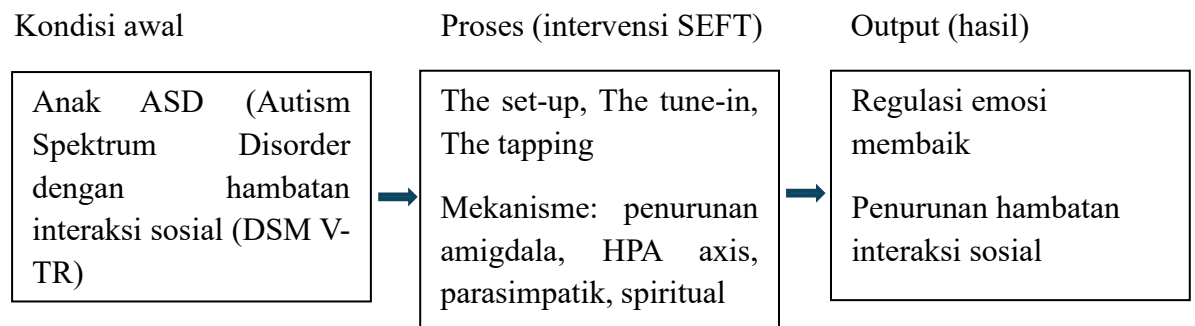 Kondisi awal
Proses (intervensi SEFT)
Output (hasil)
Anak ASD (Autism
Spektrum Disorder
dengan hambatan
interaksi sosial (DSM V-
TR)
The set-up, The tune-in,
The tapping
Mekanisme: penurunan
amigdala, HPA axis,
parasimpatik, spiritual
Regulasi emosi
membaik
Penurunan hambatan
interaksi sosial